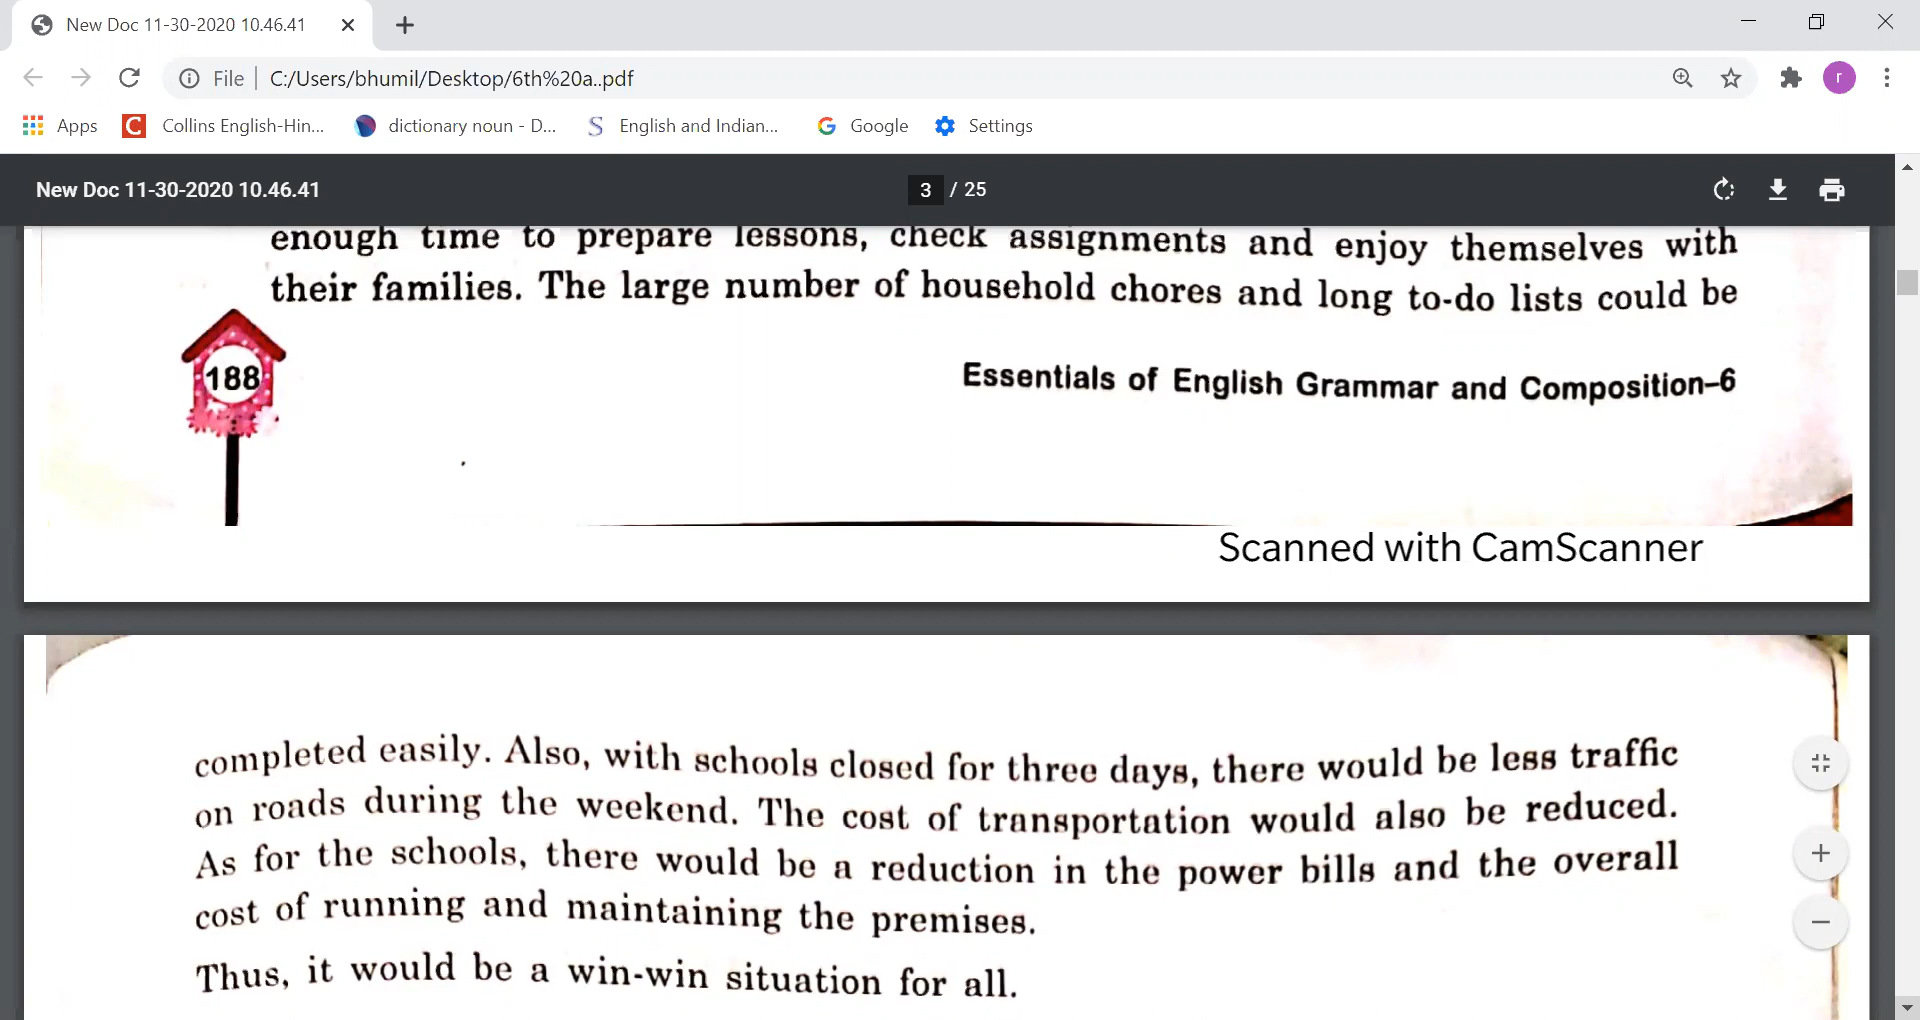 New Doc 11-30-2020 10.46.41
File C:/Users/bhumil/Desktop/6th%20a..pdf
r
Apps Collins English-Hin... dictionary noun - D... English and Indian... Google Settings
New Doc 11-30-2020 10.46.41 3 / 25
enough time to prepare lessons, check assignments and enjoy themselves with
their families. The large number of household chores and long to-do lists could be
188
Essentials of English Grammar and Composition–6
Scanned with CamScanner
completed easily. Also, with schools closed for three days, there would be less traffic
on roads during the weekend. The cost of transportation would also be reduced.
As for the schools, there would be a reduction in the power bills and the overall
cost of running and maintaining the premises.
Thus, it would be a win-win situation for all.